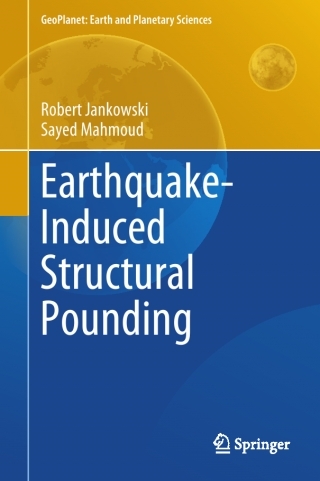 GeoPlanet: Earth and Planetary Sciences
Robert Jankowski
Sayed Mahmoud
Earthquake-
Induced
Structural
Pounding
Springer